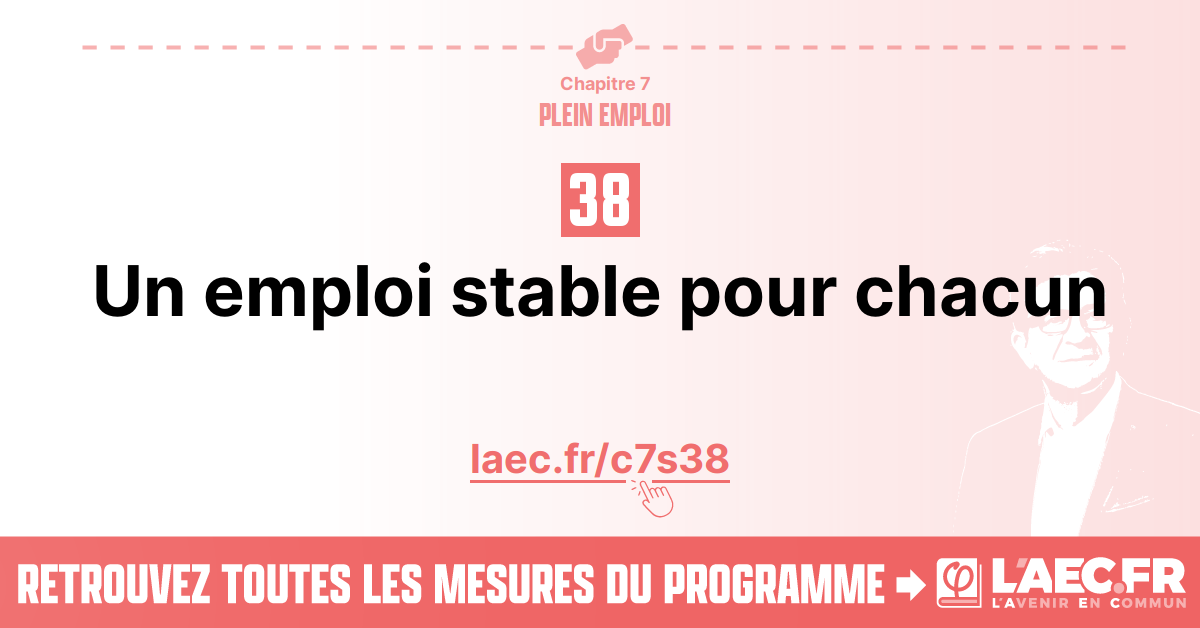 Chapitre 7
PLEIN EMPLOI
38
Un emploi stable pour chacun
laec.fr/c7s38
RETROUVEZ TOUTES LES MESURES DU PROGRAMME
φ L'AEC.FR
L'AVENIR EN COMMUN